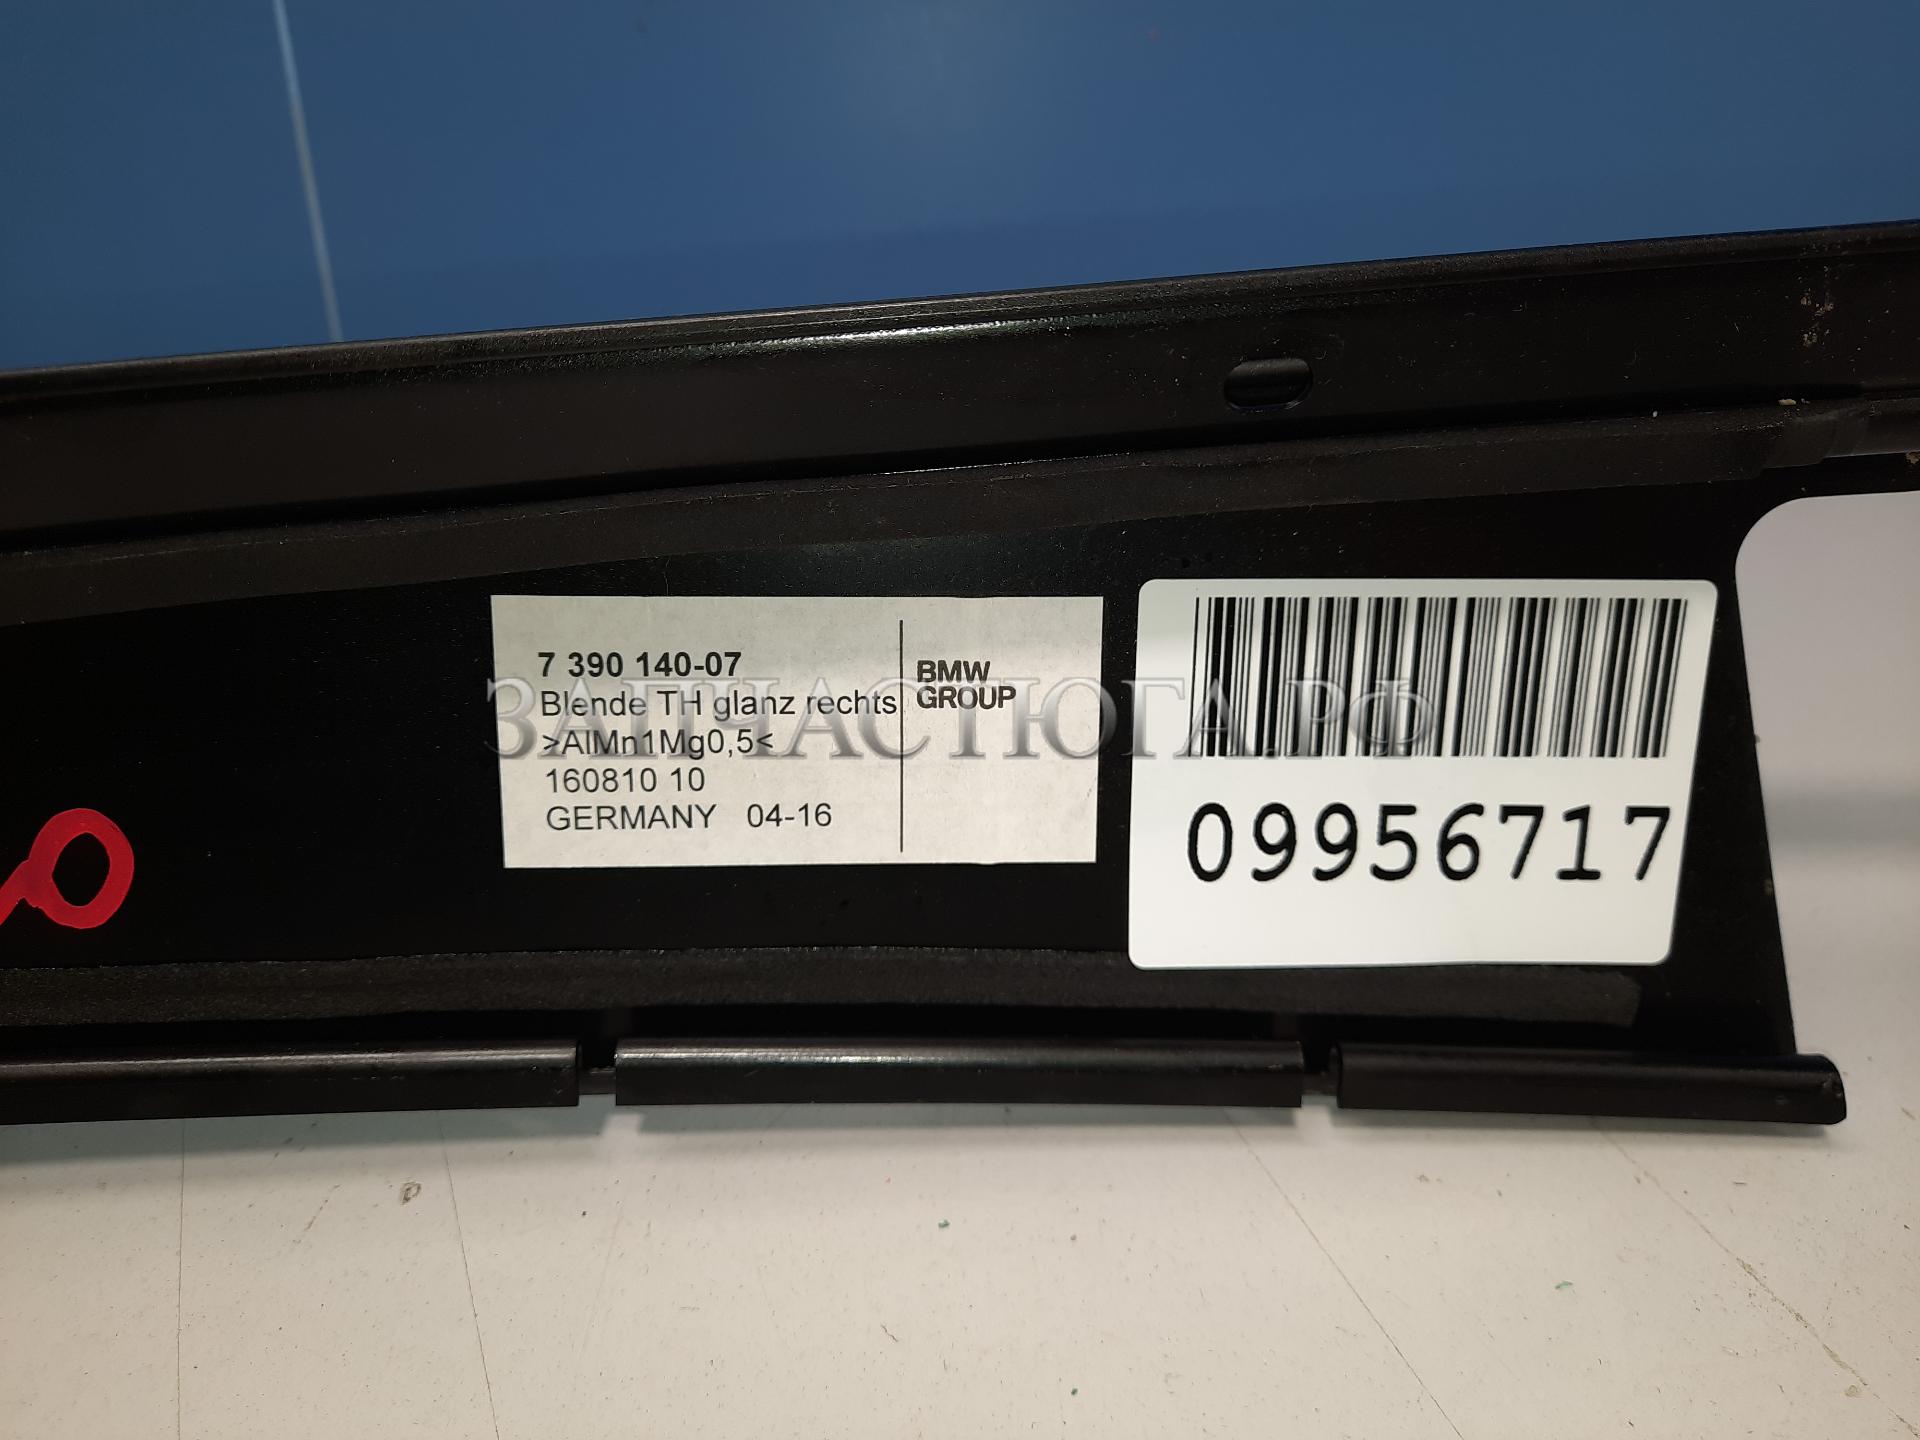 7 390 140-07
Blende TH glanz rechts
>AlMn1Mg0,5<
160810 10
GERMANY 04-16
BMW
GROUP
ЗАПЧАСТЮГА.РФ
09956717